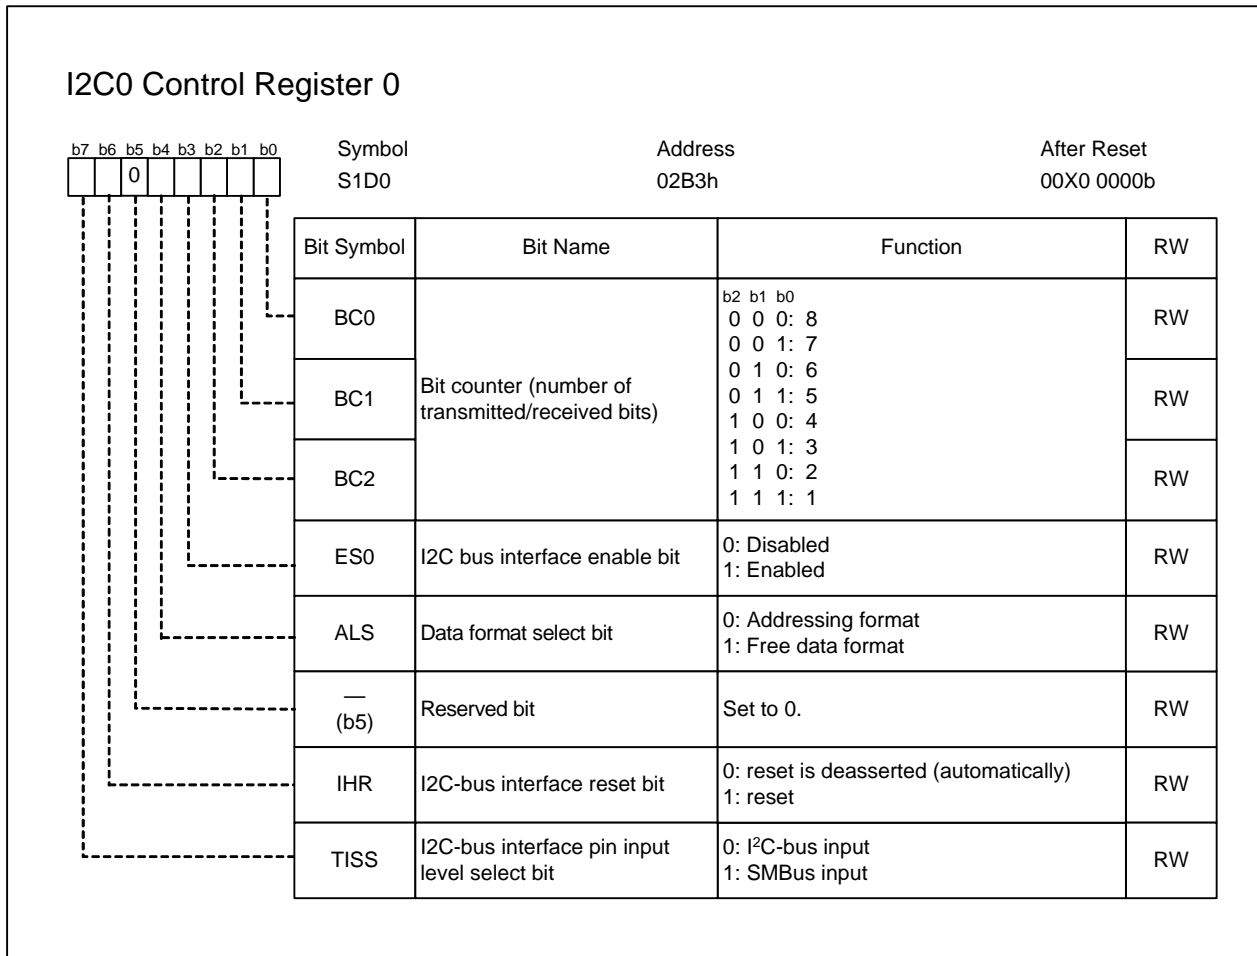 I2C0 Control Register 0
b7 b6 b5 b4 b3 b2 b1 b0
0
Symbol Address After Reset
S1D0 02B3h 00X0 0000b
Bit Symbol Bit Name Function RW
BC0 RW
BC1 RW
BC2 RW
Bit counter (number of
transmitted/received bits)
b2 b1 b0
0 0 0: 8
0 0 1: 7
0 1 0: 6
0 1 1: 5
1 0 0: 4
1 0 1: 3
1 1 0: 2
1 1 1: 1
ES0 I2C bus interface enable bit RW
0: Disabled
1: Enabled
ALS Data format select bit RW
0: Addressing format
1: Free data format
—
(b5) Reserved bit Set to 0. RW
IHR I2C-bus interface reset bit RW
0: reset is deasserted (automatically)
1: reset
TISS RW
I2C-bus interface pin input
level select bit
0: I²C-bus input
1: SMBus input